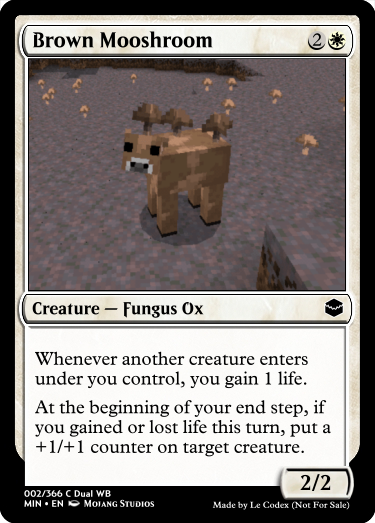 Brown Mooshroom 2
Creature — Fungus Ox
Whenever another creature enters
under you control, you gain 1 life.
At the beginning of your end step, if
you gained or lost life this turn, put a
+1/+1 counter on target creature.
2/2
002/366 C Dual WB
MIN • EN Mojang Studios
Made by Le Codex (Not For Sale)